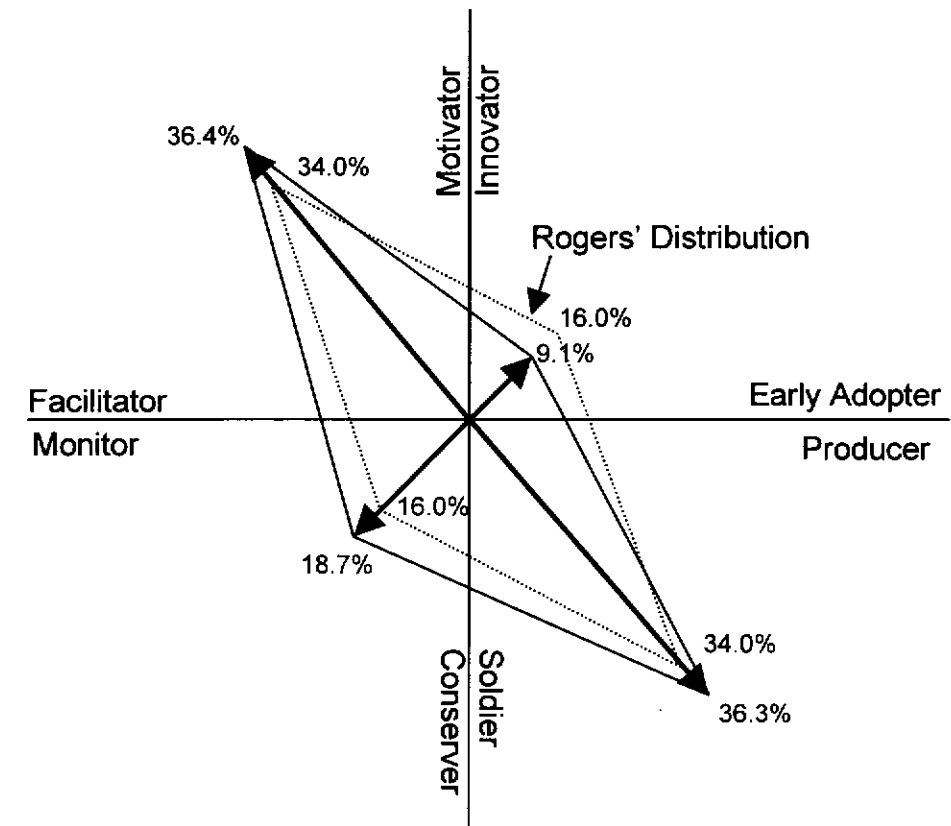 Motivator
Innovator
36.4%
34.0%
Rogers' Distribution
16.0%
9.1%
Facilitator
Early Adopter
Monitor
Producer
16.0%
18.7%
Soldier
Conserver
34.0%
36.3%